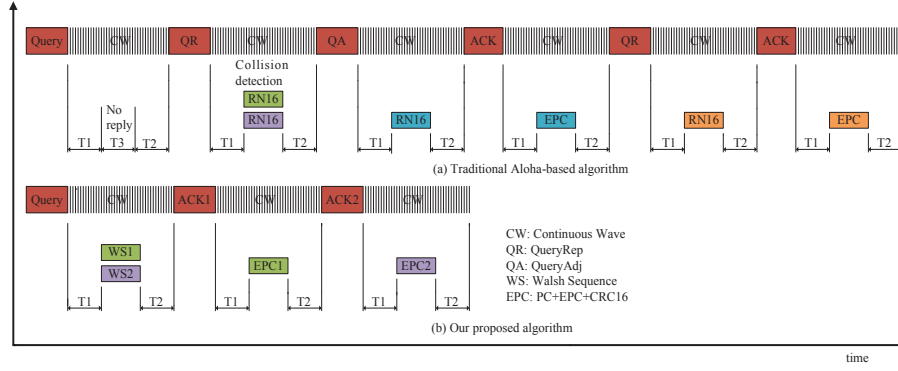 Query CW QR CW QA CW ACK CW QR CW ACK CW
Collision
detection
No
reply
RN16
RN16 RN16 EPC RN16 EPC
T1 T3 T2 T1 T2 T1 T2 T1 T2 T1 T2 T1 T2
(a) Traditional Aloha-based algorithm
Query CW ACK1 CW ACK2 CW
WS1
WS2 EPC1 EPC2
T1 T2 T1 T2 T1 T2
CW: Continuous Wave
QR: QueryRep
QA: QueryAdj
WS: Walsh Sequence
EPC: PC+EPC+CRC16
(b) Our proposed algorithm
time